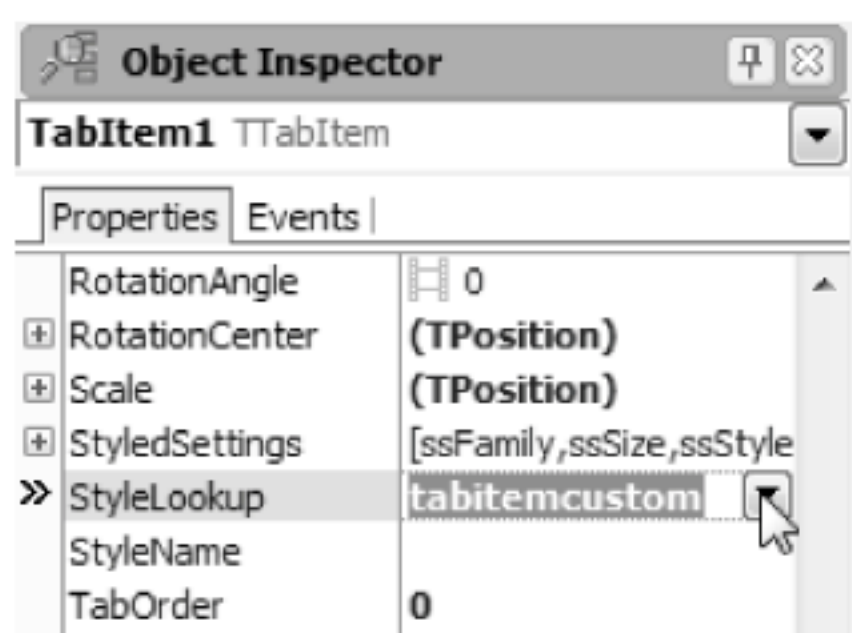 Object Inspector
TabItem1 TTabItem
Properties Events
RotationAngle 0
RotationCenter (TPosition)
Scale (TPosition)
StyledSettings [ssFamily,ssSize,ssStyle
StyleLookup tabitemcustom
StyleName
TabOrder 0